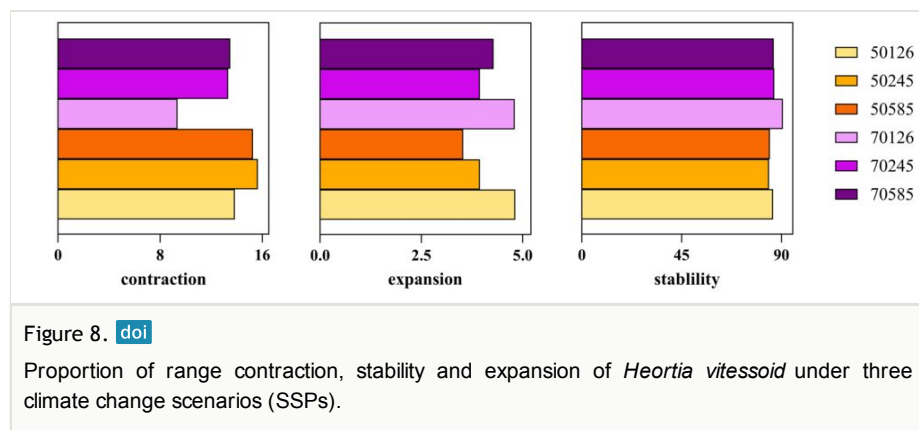 50126
50245
50585
70126
70245
70585
0 8 16
contraction
0.0 2.5 5.0
expansion
0 45 90
stablility
Figure 8. doi
Proportion of range contraction, stability and expansion of Heortia vitessoid under three
climate change scenarios (SSPs).